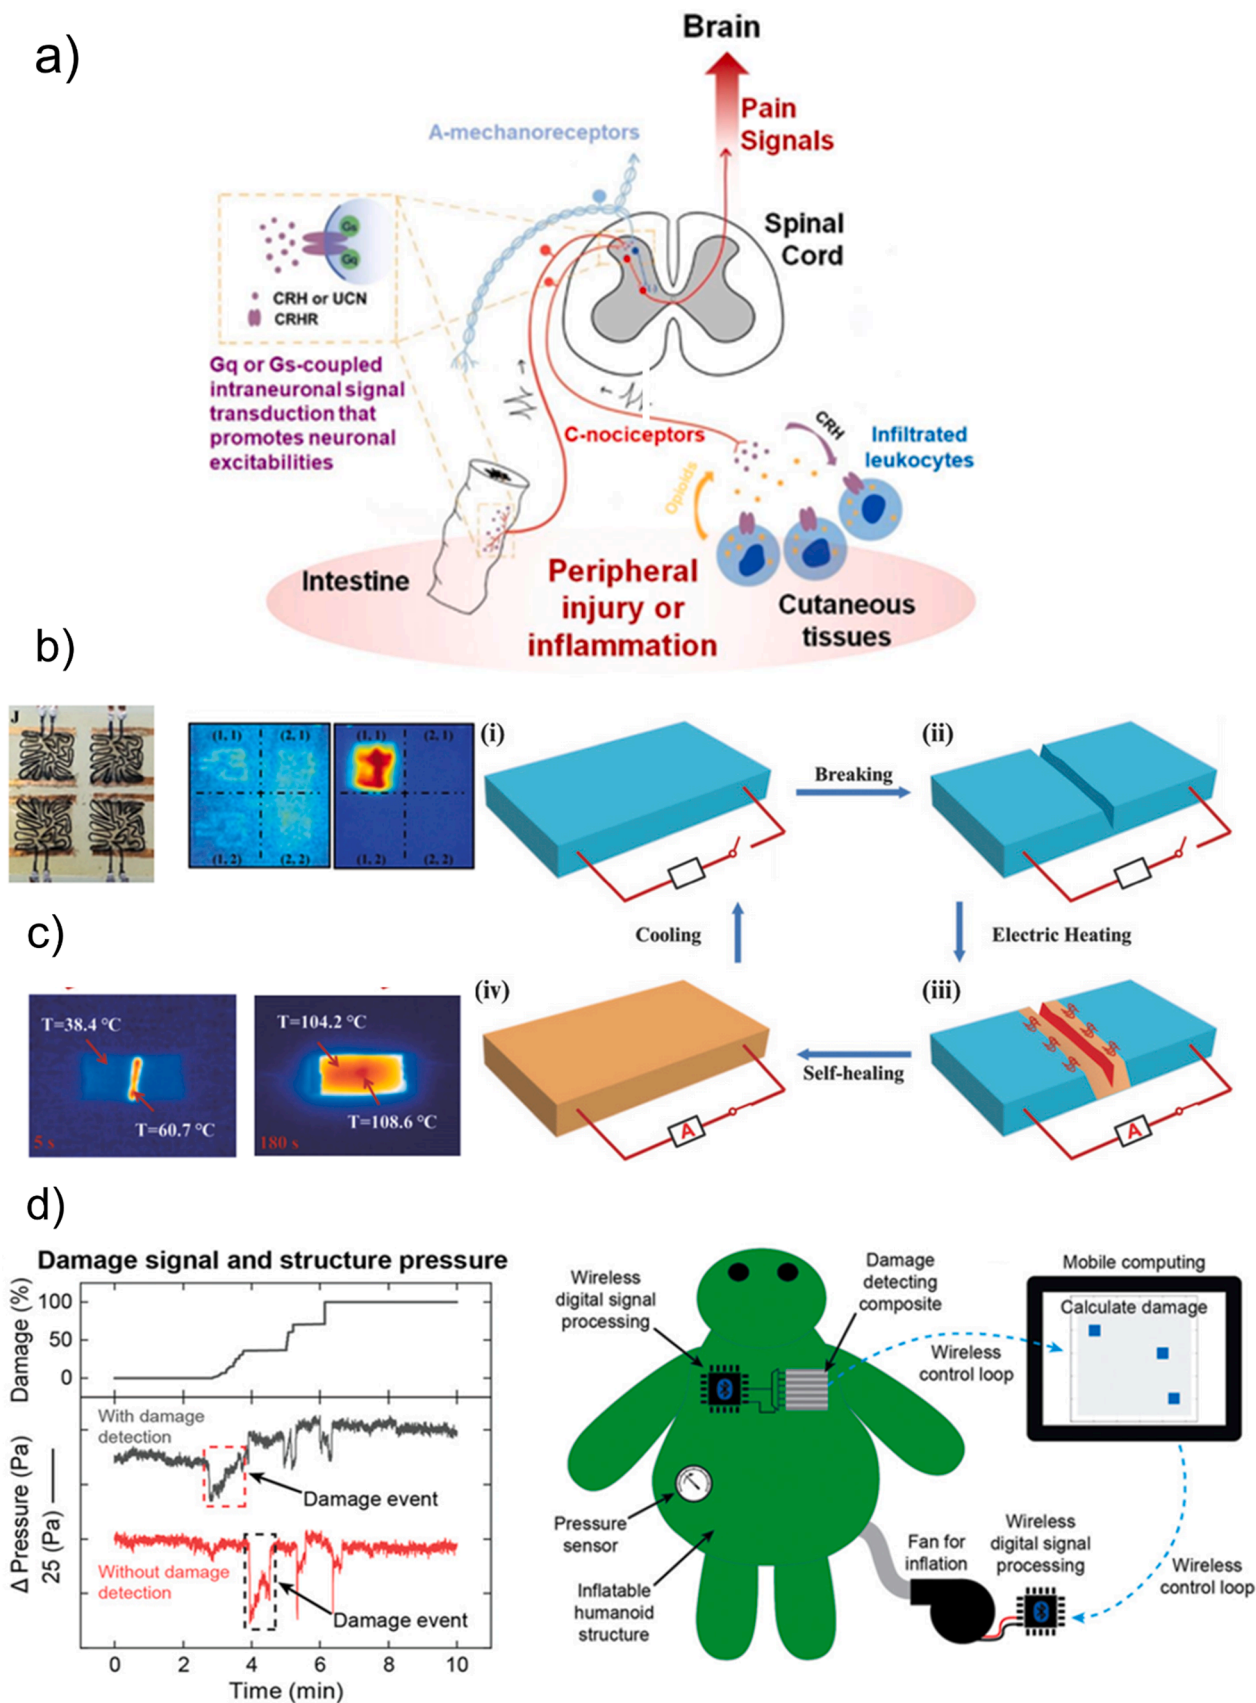 a)
Brain
Pain
Signals
A-mechanoreceptors
Spinal
Cord
Gs
Gq
CRH or UCN
CRHR
Gq or Gs-coupled
intraneuronal signal
transduction that
promotes neuronal
excitabilities
C-nociceptors
CRH
Infiltrated
leukocytes
Opioids
Intestine
Peripheral
injury or
inflammation
Cutaneous
tissues
b)
J
(1, 1) (2, 1)
(1, 2) (2, 2)
(1, 1) (2, 1)
(1, 2) (2, 2)
(i)
Breaking
(ii)
Cooling
Electric Heating
c)
T=38.4 °C
T=60.7 °C
5 s
T=104.2 °C
T=108.6 °C
180 s
(iv)
A
Self-healing
(iii)
A
d)
Damage signal and structure pressure
Damage (%)
100
50
0
With damage
detection
Damage event
Without damage
detection
Damage event
Δ Pressure (Pa)
25 (Pa)
0 2 4 6 8 10
Time (min)
Wireless
digital signal
processing
Damage
detecting
composite
Mobile computing
Calculate damage
Wireless
control loop
Pressure
sensor
Inflatable
humanoid
structure
Fan for
inflation
Wireless
digital signal
processing
Wireless
control loop